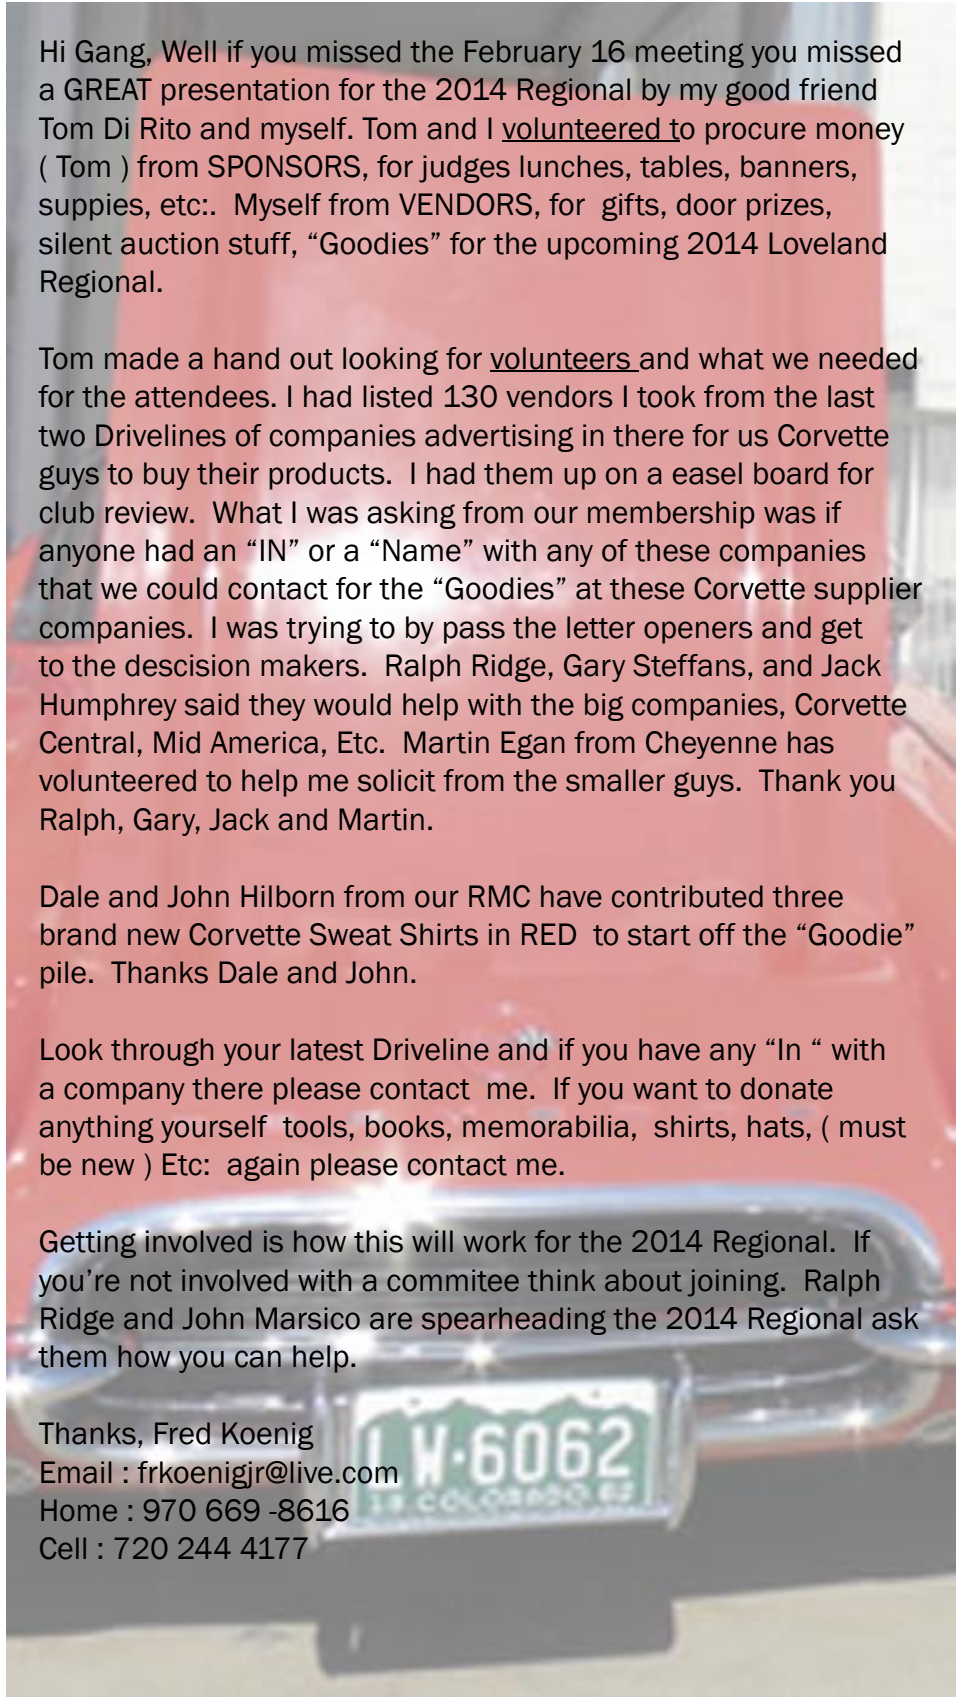 Hi Gang, Well if you missed the February 16 meeting you missed
a GREAT presentation for the 2014 Regional by my good friend
Tom Di Rito and myself. Tom and I volunteered to procure money
( Tom ) from SPONSORS, for judges lunches, tables, banners,
suppies, etc:.  Myself from VENDORS, for  gifts, door prizes,
silent auction stuff, “Goodies” for the upcoming 2014 Loveland
Regional.

Tom made a hand out looking for volunteers and what we needed
for the attendees. I had listed 130 vendors I took from the last
two Drivelines of companies advertising in there for us Corvette
guys to buy their products.  I had them up on a easel board for
club review.  What I was asking from our membership was if
anyone had an “IN” or a “Name” with any of these companies
that we could contact for the “Goodies” at these Corvette supplier
companies.  I was trying to by pass the letter openers and get
to the descision makers.  Ralph Ridge, Gary Steffans, and Jack
Humphrey said they would help with the big companies, Corvette
Central, Mid America, Etc.  Martin Egan from Cheyenne has
volunteered to help me solicit from the smaller guys.  Thank you
Ralph, Gary, Jack and Martin.

Dale and John Hilborn from our RMC have contributed three
brand new Corvette Sweat Shirts in RED  to start off the “Goodie”
pile.  Thanks Dale and John.

Look through your latest Driveline and if you have any “In “ with
a company there please contact  me.  If you want to donate
anything yourself  tools, books, memorabilia,  shirts, hats, ( must
be new ) Etc:  again please contact me.

Getting involved is how this will work for the 2014 Regional.  If
you’re not involved with a commitee think about joining.  Ralph
Ridge and John Marsico are spearheading the 2014 Regional ask
them how you can help.

Thanks, Fred Koenig
Email : frkoenigjr@live.com
Home : 970 669 -8616
Cell : 720 244 4177
LW·6062
COLORADO